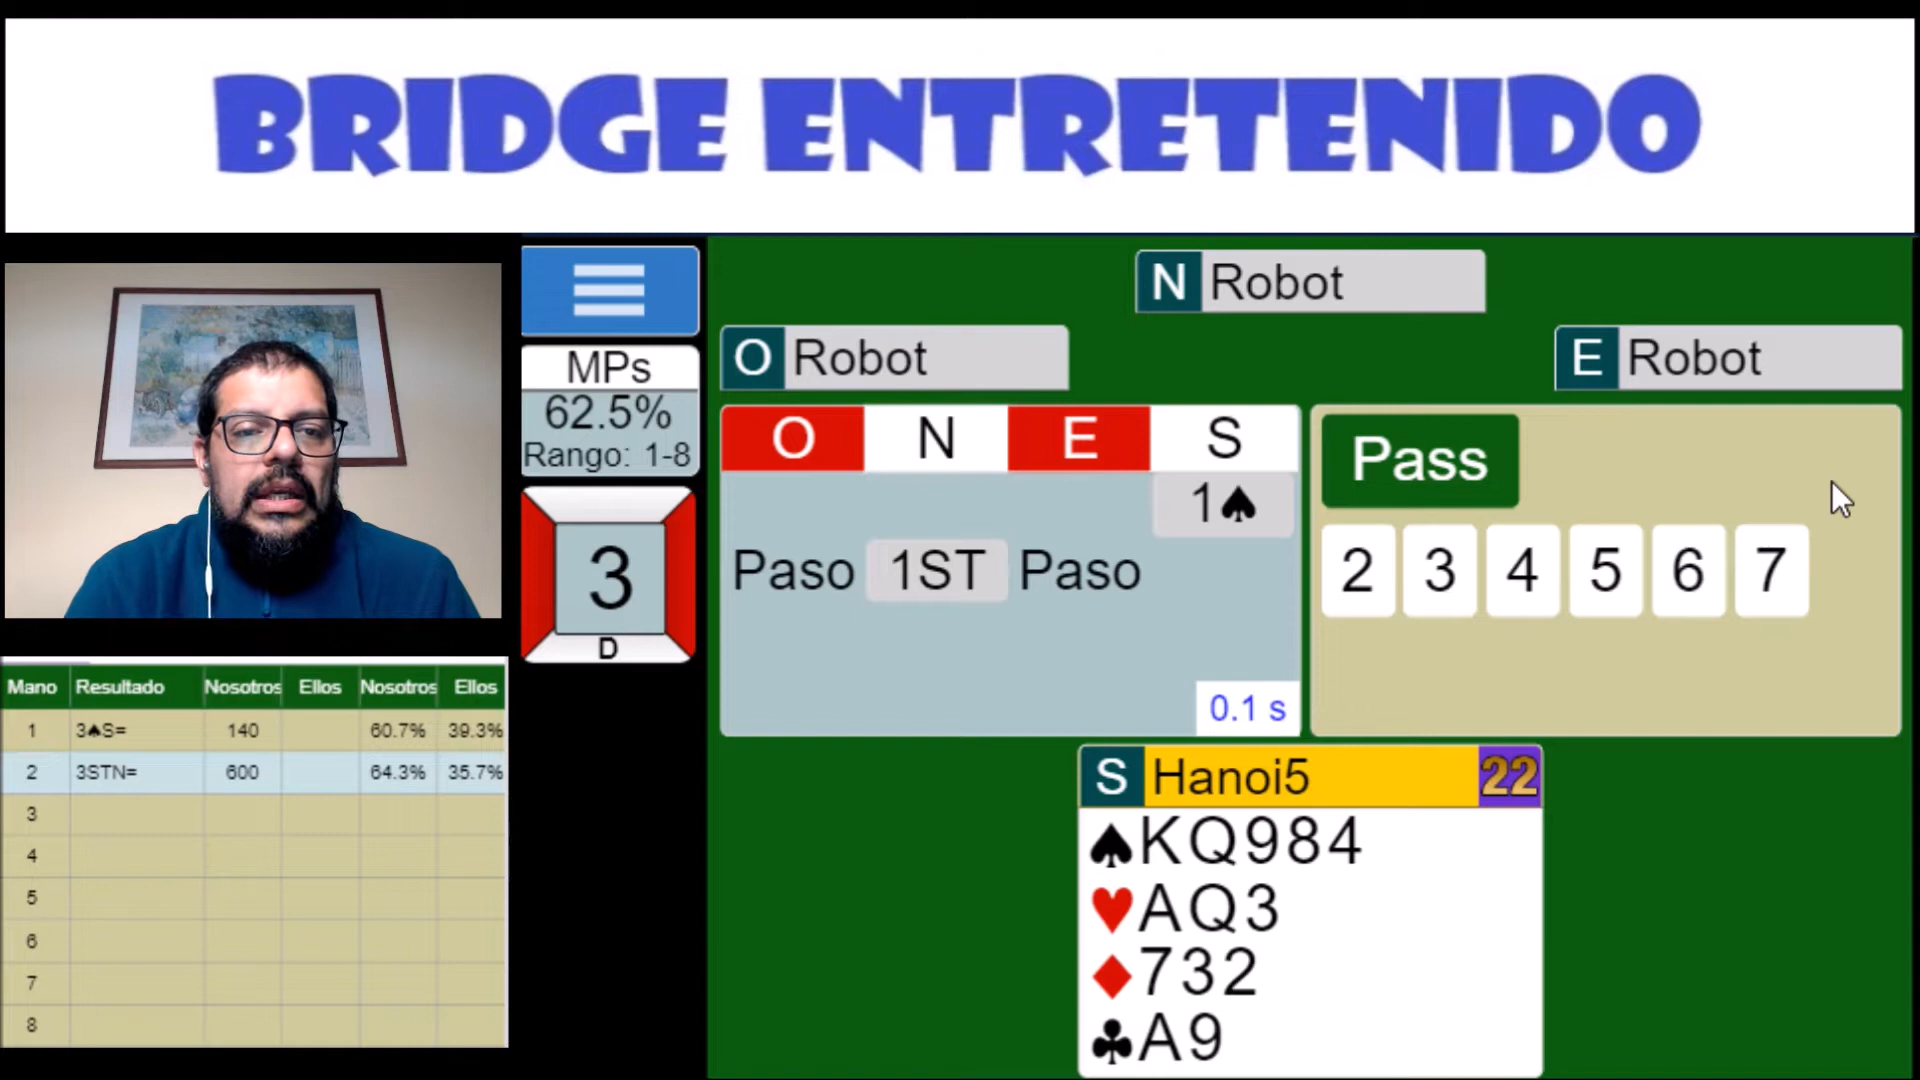 BRIDGE ENTRETENIDO
N Robot
O Robot
E Robot
MPs
62.5%
Rango: 1-8
3
D
O N E S
1♠
Paso 1ST Paso
0.1 s
Pass
2 3 4 5 6 7
Mano Resultado Nosotros Ellos Nosotros Ellos
1 3♠S= 140 60.7% 39.3%
2 3STN= 600 64.3% 35.7%
3
4
5
6
7
8
S Hanoi5 22
♠KQ984
♥AQ3
♦732
♣A9